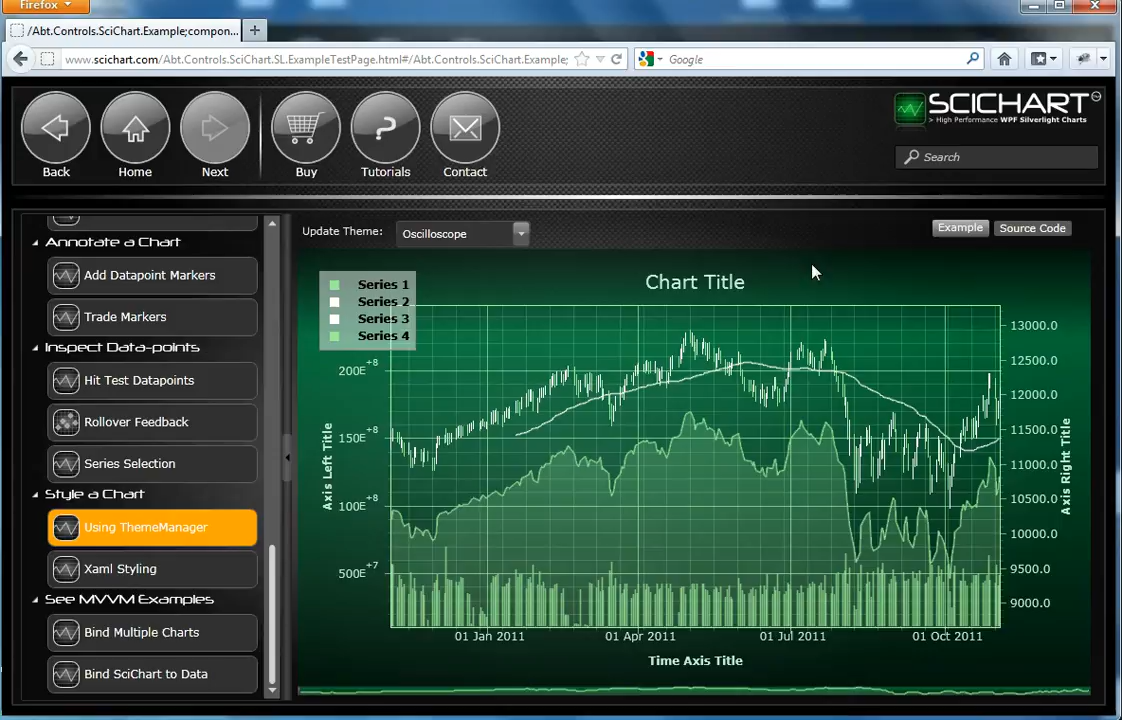 Firefox
/Abt.Controls.SciChart.Example;compon...
www.scichart.com/Abt.Controls.SciChart.SL.ExampleTestPage.html#/Abt.Controls.SciChart.Example;
Google
Back
Home
Next
Buy
Tutorials
Contact
SCICHART
> High Performance WPF Silverlight Charts
Search
Annotate a Chart
Add Datapoint Markers
Trade Markers
Inspect Data-points
Hit Test Datapoints
Rollover Feedback
Series Selection
Style a Chart
Using ThemeManager
Xaml Styling
See MVVM Examples
Bind Multiple Charts
Bind SciChart to Data
Update Theme:
Oscilloscope
Example
Source Code
Chart Title
Series 1
Series 2
Series 3
Series 4
Axis Left Title
200E+8
150E+8
100E+8
500E+7
13000.0
12500.0
12000.0
11500.0
11000.0
10500.0
10000.0
9500.0
9000.0
Axis Right Title
01 Jan 2011
01 Apr 2011
01 Jul 2011
01 Oct 2011
Time Axis Title